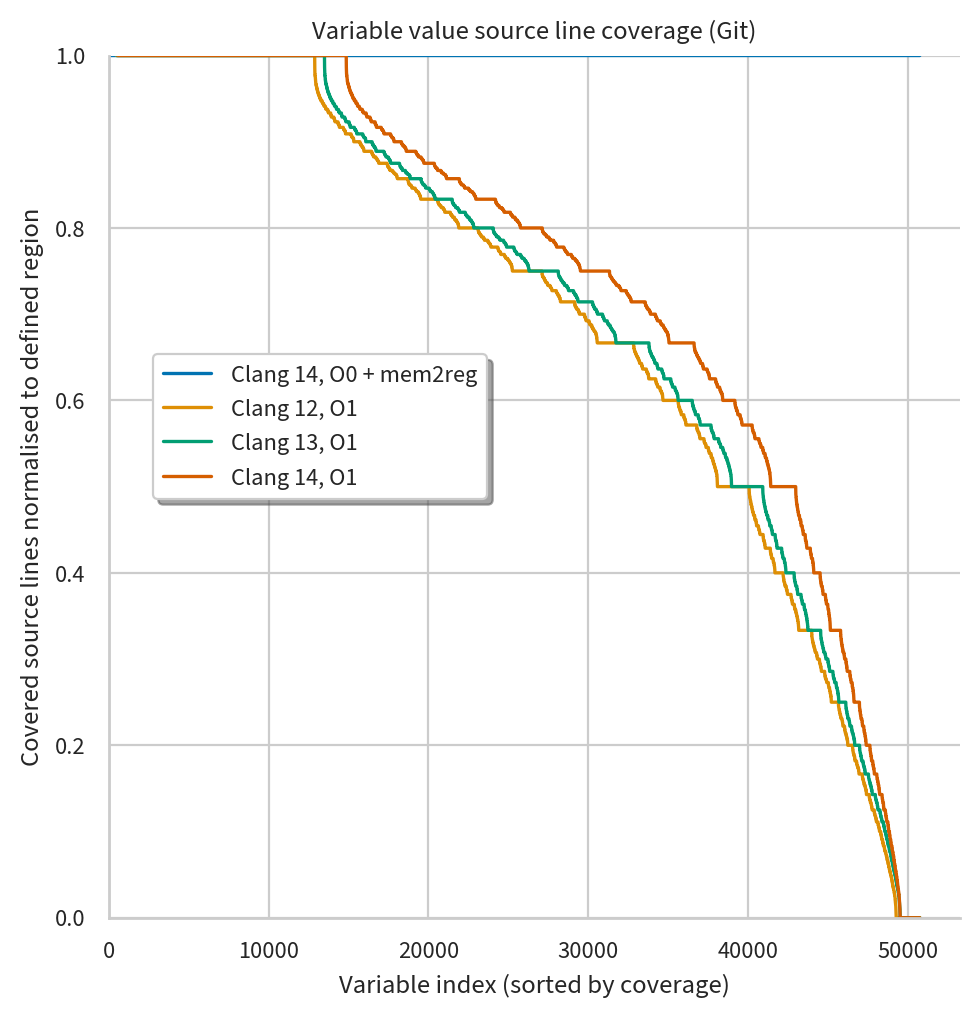 Variable value source line coverage (Git)
Covered source lines normalised to defined region
1.0
0.8
0.6
0.4
0.2
0.0
Clang 14, O0 + mem2reg
Clang 12, O1
Clang 13, O1
Clang 14, O1
0 10000 20000 30000 40000 50000
Variable index (sorted by coverage)